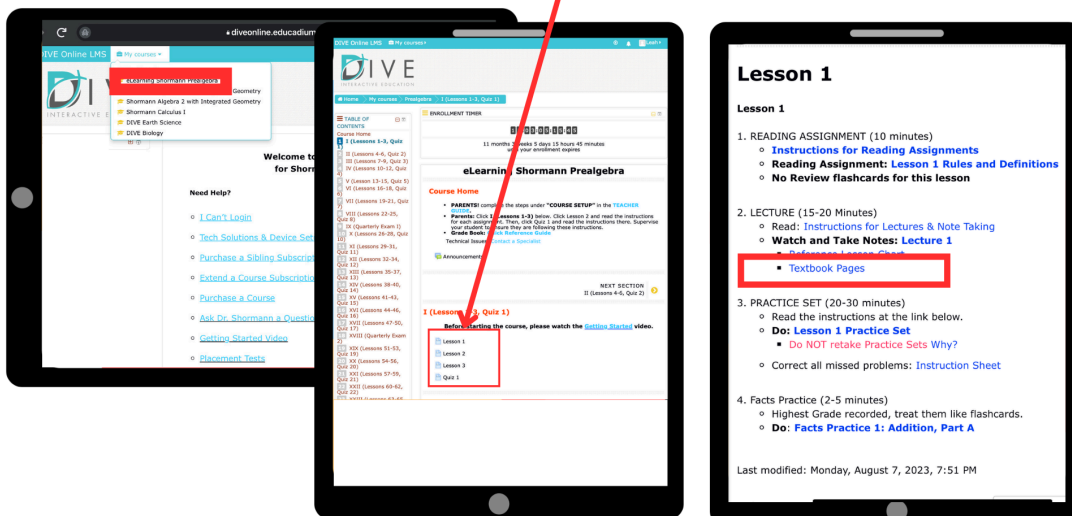 diveonline.educadium
DIVE Online LMS
My courses
eLearning Shormann Prealgebra
Geometry
Shormann Algebra 2 with Integrated Geometry
Shormann Calculus I
DIVE Earth Science
DIVE Biology
INTERACTIVE E
Welcome to
for Shor
Need Help?
I Can't Login
Tech Solutions & Device Set
Purchase a Sibling Subscript
Extend a Course Subscriptio
Purchase a Course
Ask Dr. Shormann a Questio
Getting Started Video
Placement Tests
DIVE Online LMS
My courses
Leah
DIVE
INTERACTIVE EDUCATION
Home
My courses
Prealgebra
I (Lessons 1-3, Quiz 1)
TABLE OF
CONTENTS
Course Home
I (Lessons 1-3, Quiz
1)
II (Lessons 4-6, Quiz 2)
III (Lessons 7-9, Quiz 3)
IV (Lessons 10-12, Quiz
4)
V (Lesson 13-15, Quiz 5)
VI (Lessons 16-18, Quiz
6)
VII (Lessons 19-21, Quiz
7)
VIII (Lessons 22-25,
Quiz 8)
IX (Quarterly Exam I)
X (Lessons 26-28, Quiz
10)
XI (Lessons 29-31,
Quiz 11)
XII (Lessons 32-34,
Quiz 12)
XIII (Lessons 35-37,
Quiz 13)
XIV (Lesson 38-40,
Quiz 14)
XV (Lesson 41-43,
Quiz 15)
XVI (Lessons 44-46,
Quiz 16)
XVII (Lessons 47-50,
Quiz 17)
XVIII (Quarterly Exam
2)
XIX (Lessons 51-53,
Quiz 19)
XX (Lessons 54-56,
Quiz 20)
XXI (Lessons 57-59,
Quiz 21)
XXII (Lessons 60-62,
Quiz 22)
ENROLLMENT TIMER
11 months 3 weeks 5 days 15 hours 45 minutes
until your enrollment expires
eLearning Shormann Prealgebra
Course Home
PARENTS! complete the steps under "COURSE SETUP" in the TEACHER
GUIDE.
Parents: Click I (Lessons 1-3) below. Click Lesson 2 and read the instructions
for each assignment. Then, click Quiz 1 and read the instructions there. Supervise
your student to ensure they are following these instructions.
Grade Book: Click Reference Guide
Technical Issues? Contact a Specialist
Announcements
NEXT SECTION
II (Lessons 4-6, Quiz 2)
I (Lessons 1-3, Quiz 1)
Before starting the course, please watch the Getting Started video.
Lesson 1
Lesson 2
Lesson 3
Quiz 1
Lesson 1
Lesson 1
1. READING ASSIGNMENT (10 minutes)
Instructions for Reading Assignments
Reading Assignment: Lesson 1 Rules and Definitions
No Review flashcards for this lesson
2. LECTURE (15-20 Minutes)
Read: Instructions for Lectures & Note Taking
Watch and Take Notes: Lecture 1
Reference Lesson Chart
Textbook Pages
3. PRACTICE SET (20-30 minutes)
Read the instructions at the link below.
Do: Lesson 1 Practice Set
Do NOT retake Practice Sets Why?
Correct all missed problems: Instruction Sheet
4. Facts Practice (2-5 minutes)
Highest Grade recorded, treat them like flashcards.
Do: Facts Practice 1: Addition, Part A
Last modified: Monday, August 7, 2023, 7:51 PM